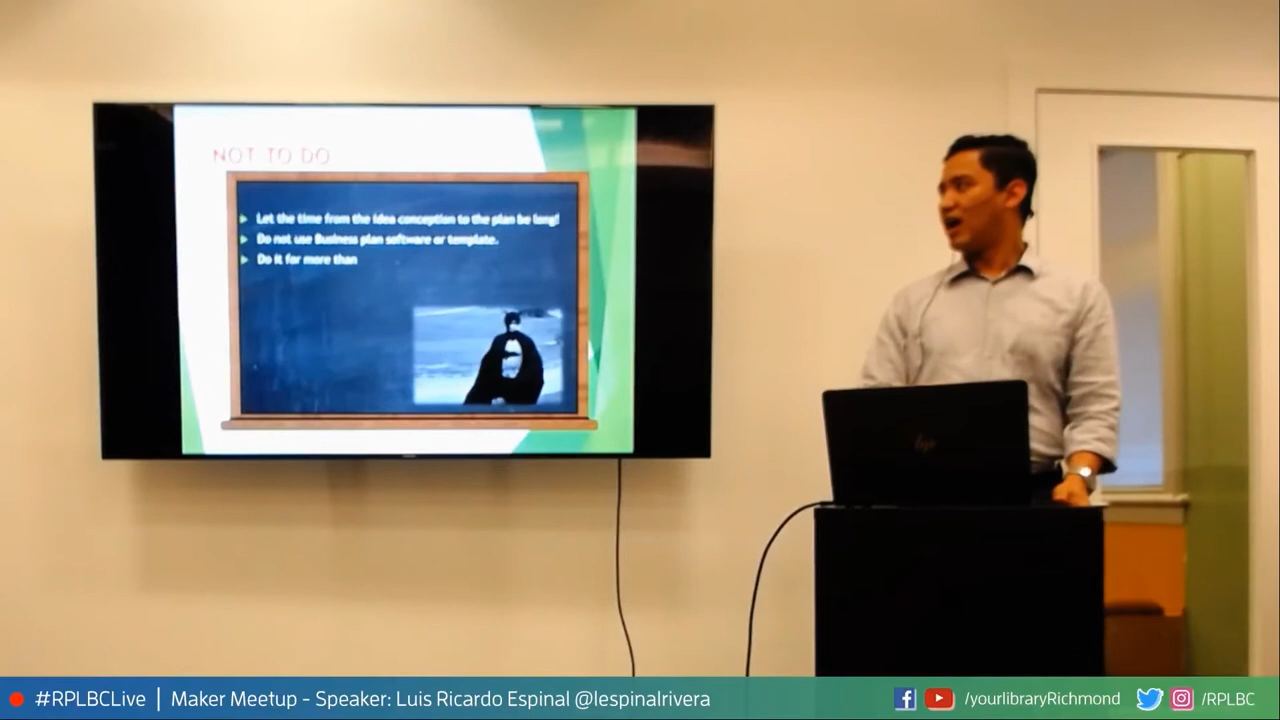 NOT TO DO
Let the time from the idea conception to the plan be long!
Do not use Business plan software or template.
Do it for more than
hp
#RPLBCLive | Maker Meetup - Speaker: Luis Ricardo Espinal @lespinalrivera
/yourlibraryRichmond
/RPLBC